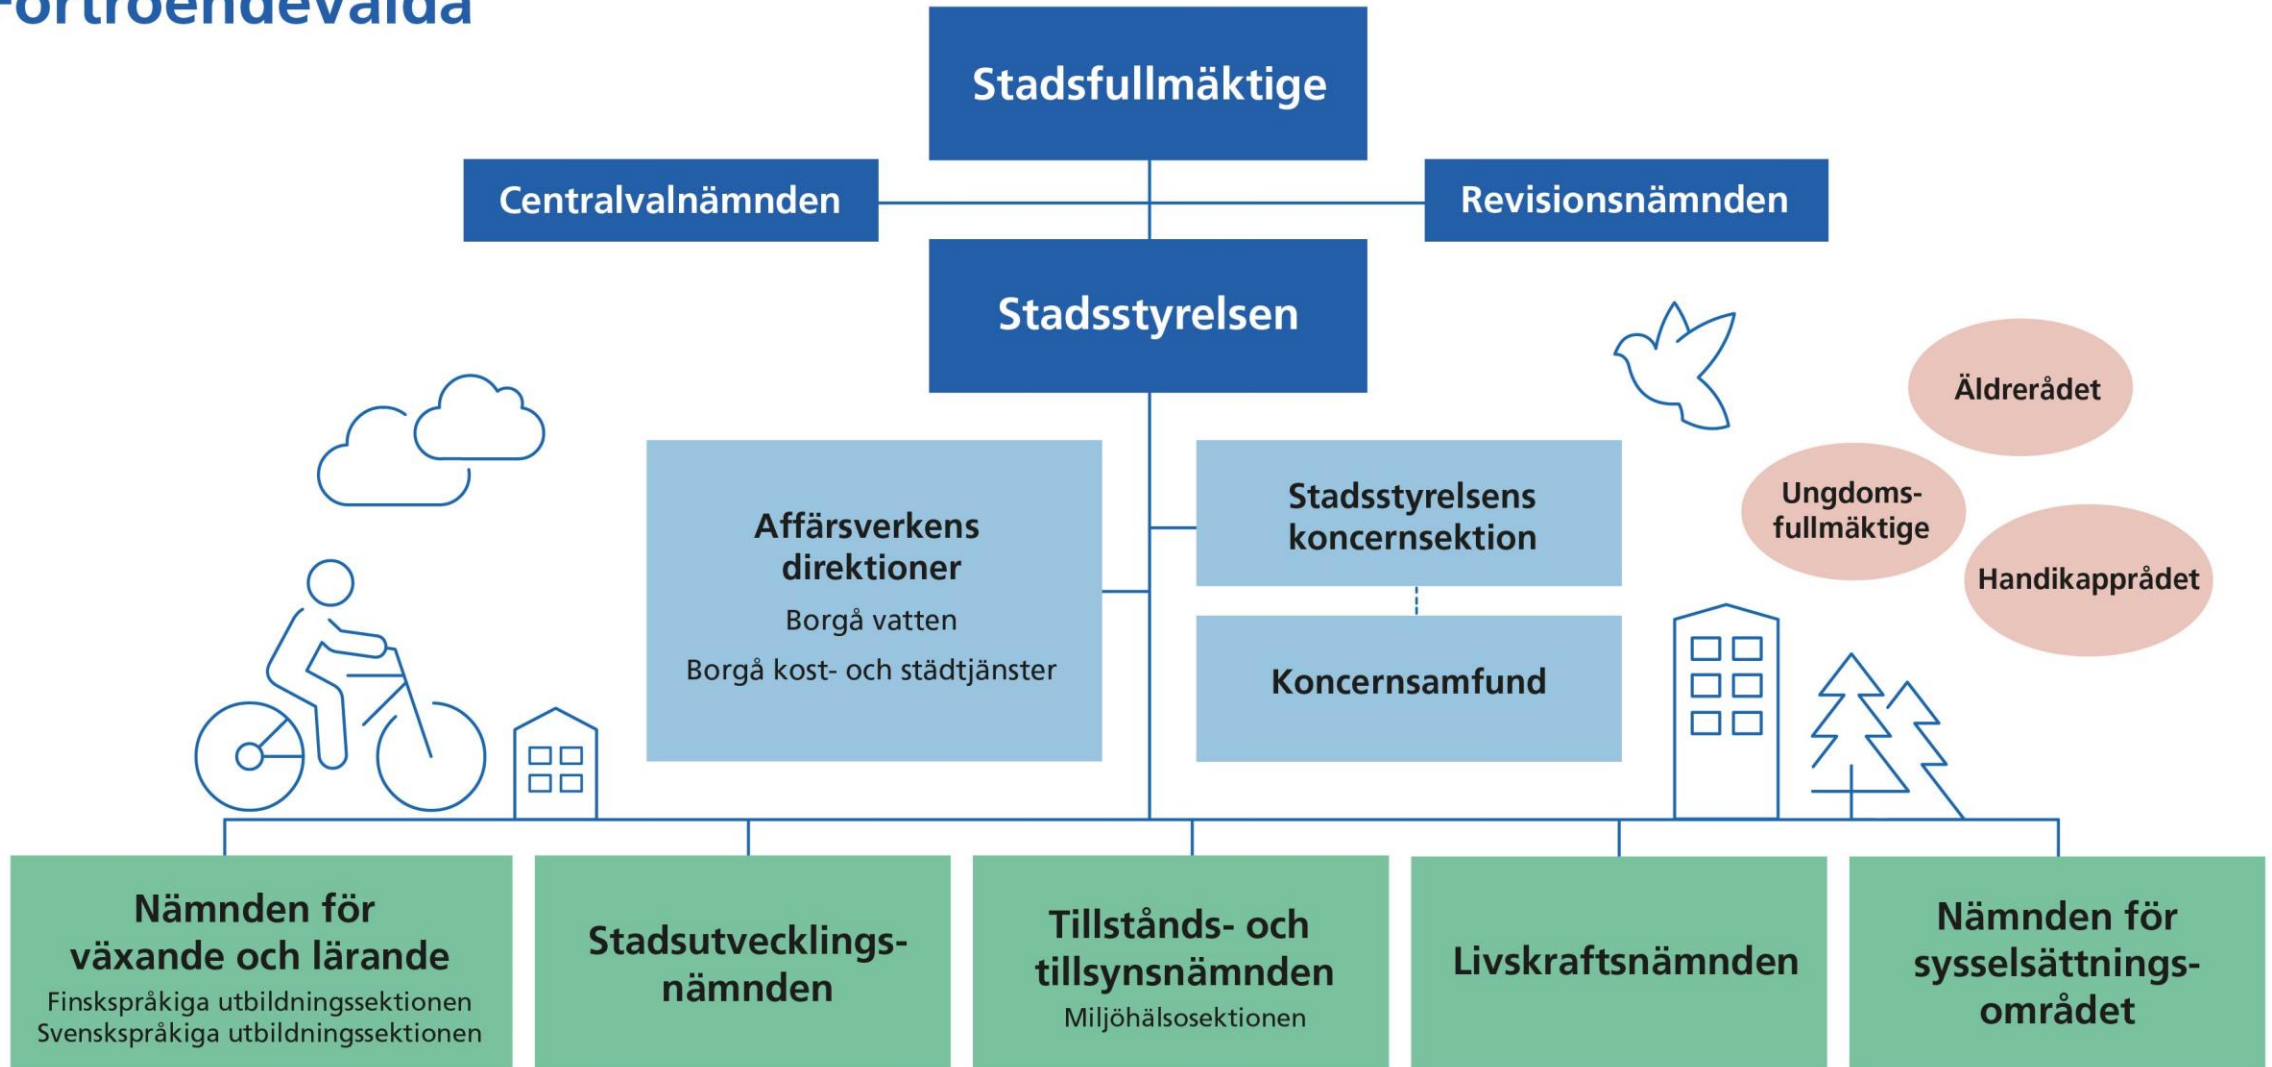 Förtroendevalda
Stadsfullmäktige
Centralvalnämnden
Revisionsnämnden
Stadsstyrelsen
Äldrerådet
Ungdoms-
fullmäktige
Handikapprådet
Affärsverkens
direktioner
Borgå vatten
Borgå kost- och städtjänster
Stadsstyrelsens
koncernsektion
Koncernsamfund
Nämnden för
växande och lärande
Finskspråkiga utbildningssektionen
Svenskspråkiga utbildningssektionen
Stadsutvecklings-
nämnden
Tillstånds- och
tillsynsnämnden
Miljöhälsosektionen
Livskraftsnämnden
Nämnden för
sysselsättnings-
området